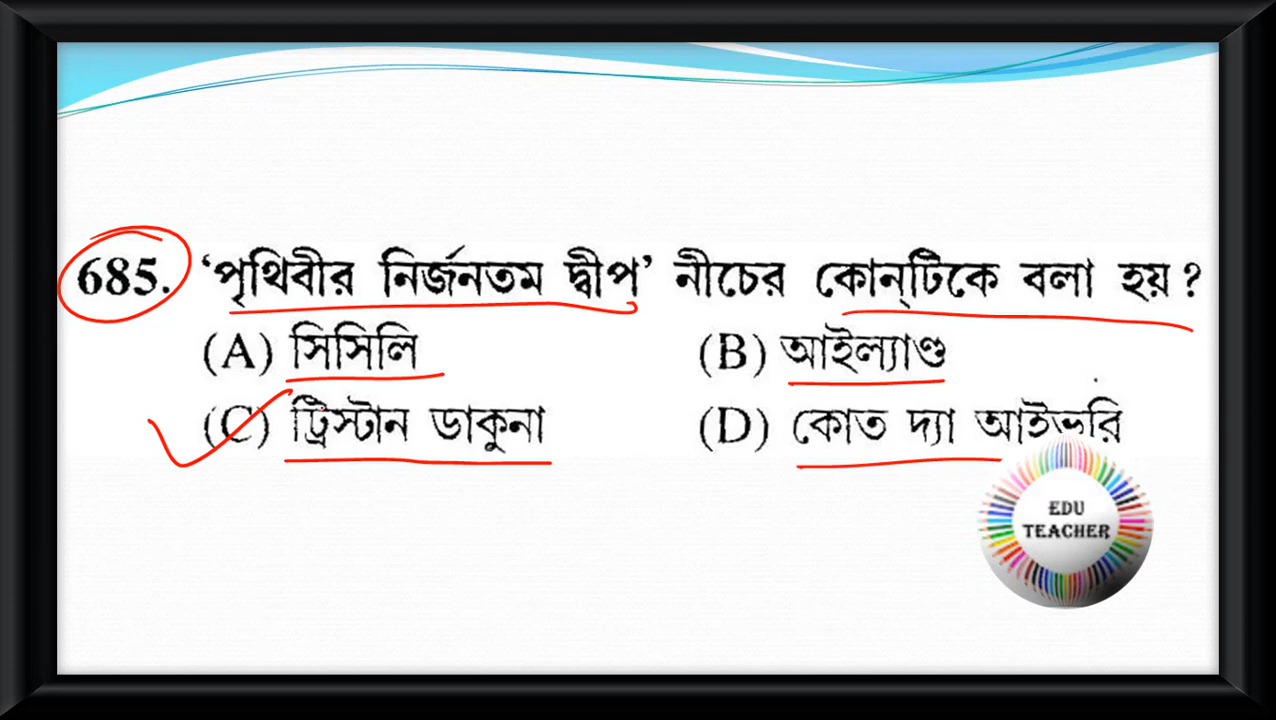 685. ‘পৃথিবীর নির্জনতম দ্বীপ’ নীচের কোন্‌টিকে বলা হয় ?
(A) সিসিলি (B) আইল্যাণ্ড
(C) ট্রিস্টান ডাকুনা (D) কোত দ্যা আইভরি
EDU
TEACHER